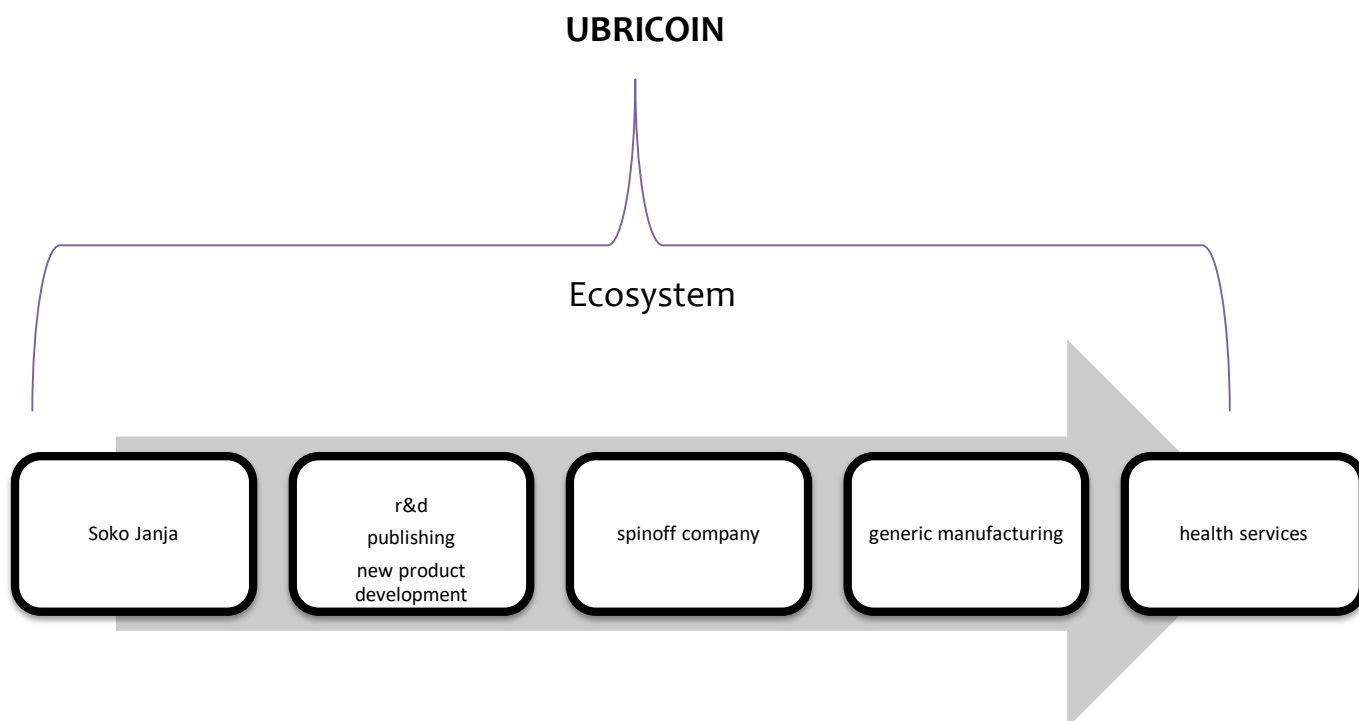 UBRICOIN
Ecosystem
Soko Janja
r&d
publishing
new product
development
spinoff company
generic manufacturing
health services